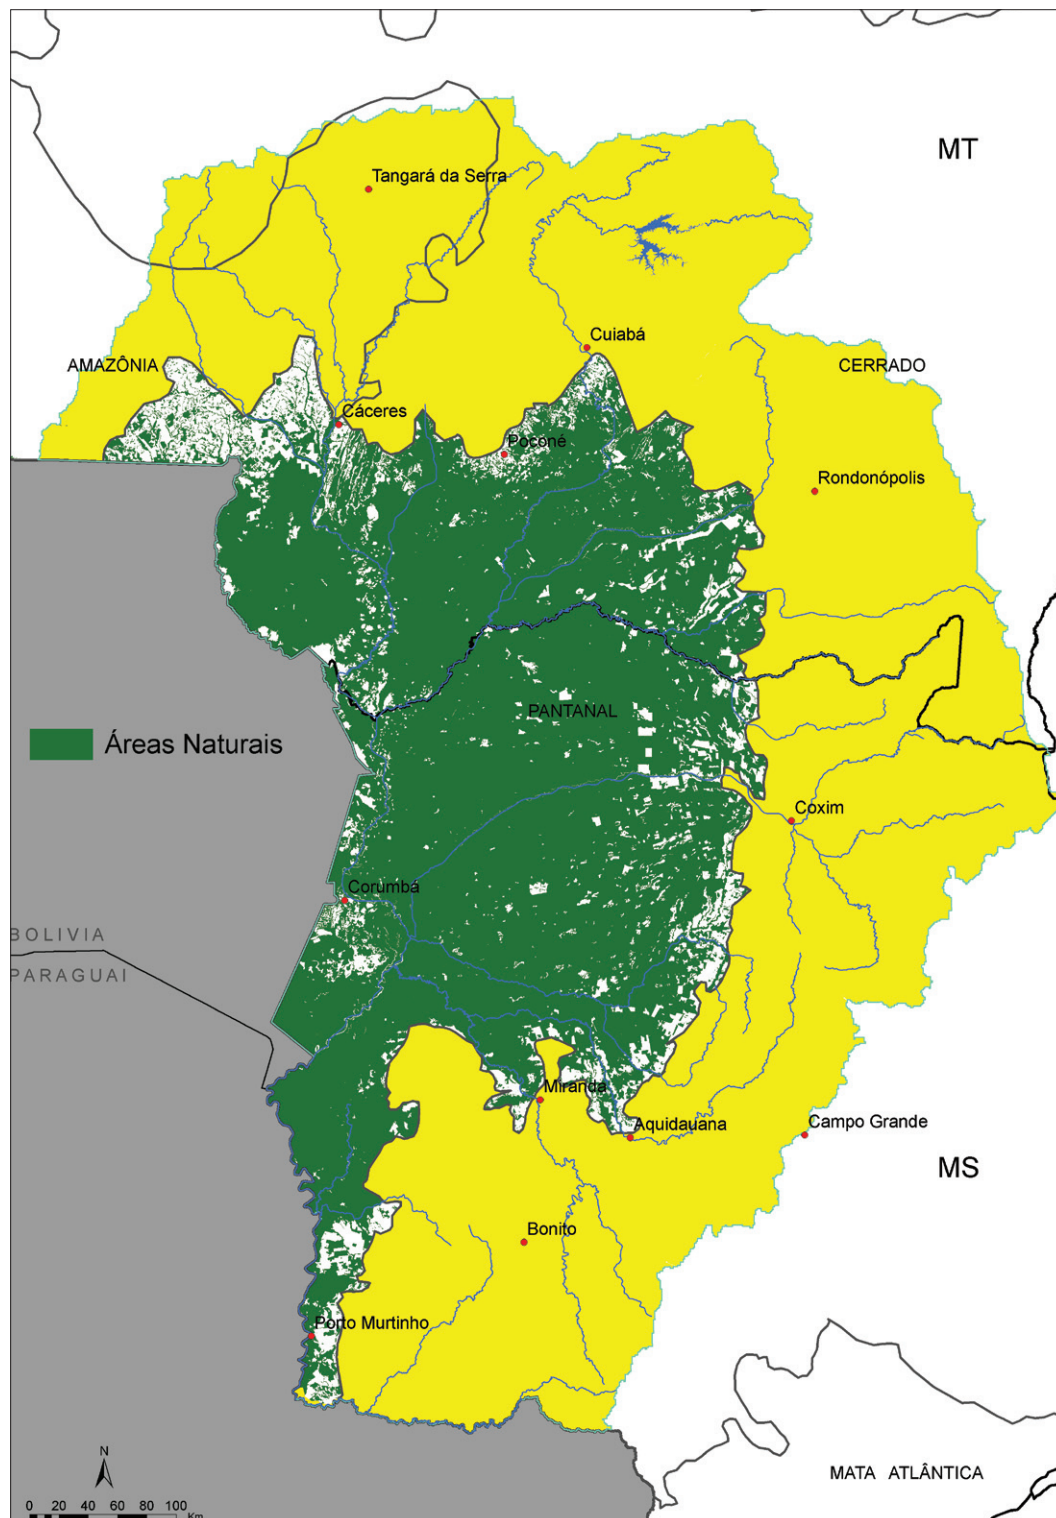 MT
Tangará da Serra
Cuiabá
AMAZÔNIA
CERRADO
Cáceres
Poconé
Rondonópolis
PANTANAL
Áreas Naturais
Coxim
Corumbá
BOLIVIA
PARAGUAI
Miranda
Aquidauana
Campo Grande
MS
Bonito
Porto Murtinho
N
MATA ATLÂNTICA
0 20 40 60 80 100
Km